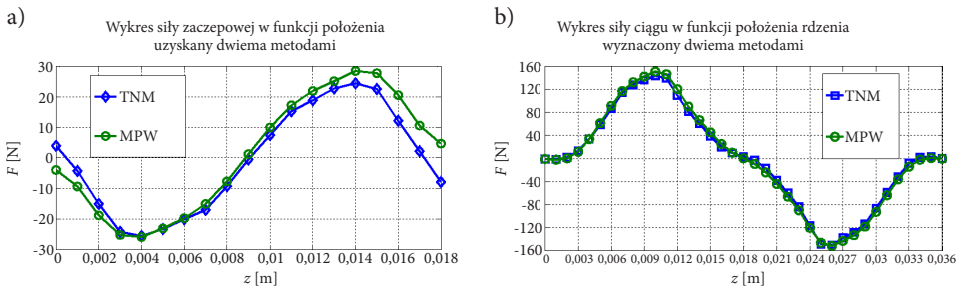 a)
Wykres siły zaczepowej w funkcji położenia
uzyskany dwiema metodami
30
20
10
0
-10
-20
-30
F [N]
TNM
MPW
0 0,002 0,004 0,006 0,008 0,01 0,012 0,014 0,016 0,018
z [m]
b)
Wykres siły ciągu w funkcji położenia rdzenia
wyznaczony dwiema metodami
160
120
80
40
0
-40
-80
-120
-160
F [N]
TNM
MPW
0 0,003 0,006 0,009 0,012 0,015 0,018 0,021 0,024 0,027 0,03 0,033 0,036
z [m]